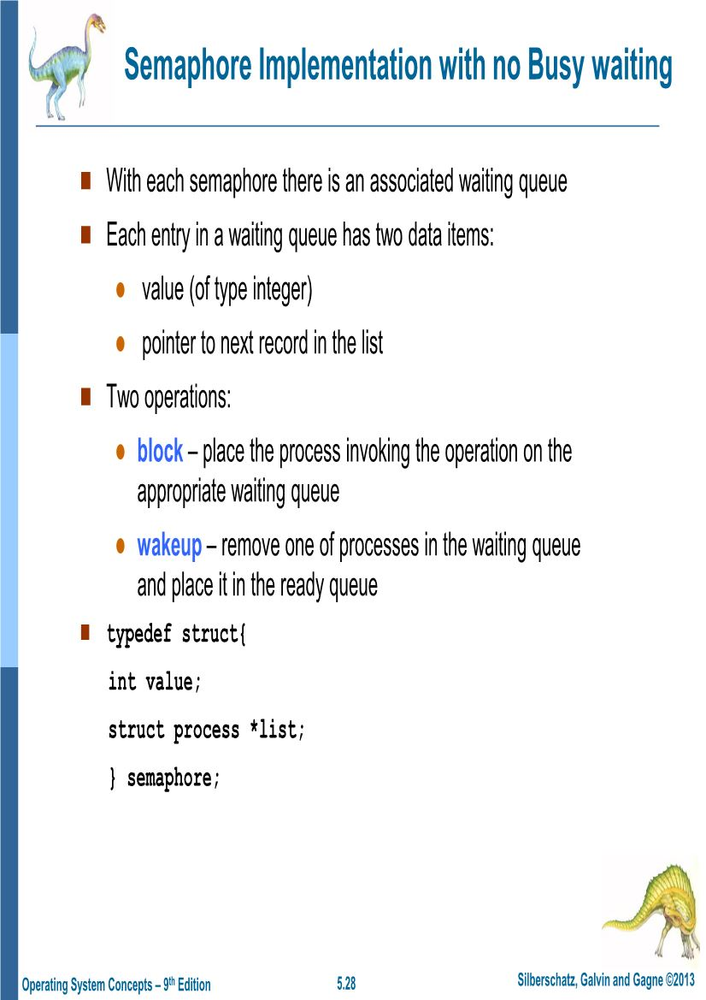 Semaphore Implementation with no Busy waiting
With each semaphore there is an associated waiting queue
Each entry in a waiting queue has two data items:
value (of type integer)
pointer to next record in the list
Two operations:
block – place the process invoking the operation on the
appropriate waiting queue
wakeup – remove one of processes in the waiting queue
and place it in the ready queue
typedef struct{
int value;
struct process *list;
} semaphore;
Operating System Concepts – 9th Edition
5.28
Silberschatz, Galvin and Gagne ©2013